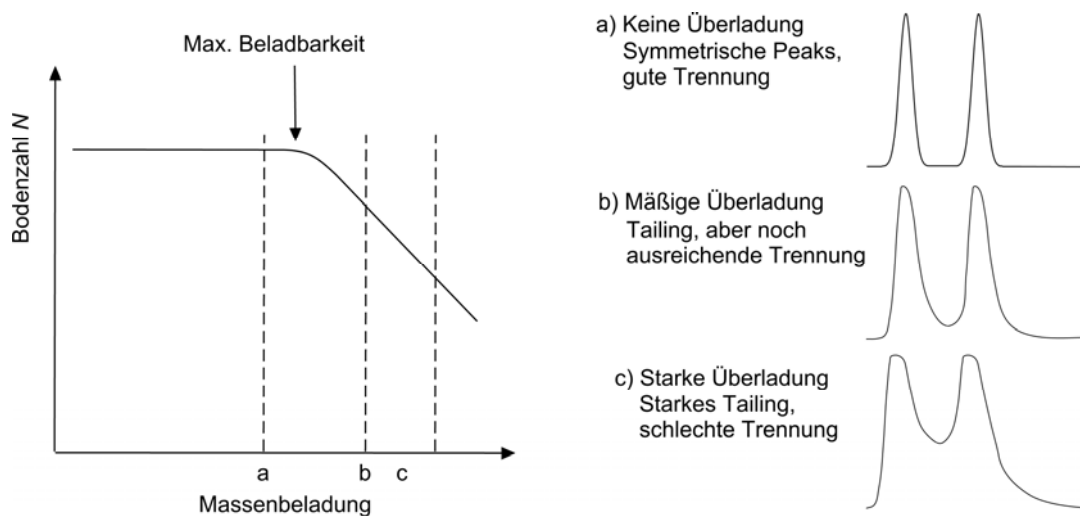 Max. Beladbarkeit
Bodenzahl N
a
b
c
Massenbeladung
a) Keine Überladung
Symmetrische Peaks,
gute Trennung
b) Mäßige Überladung
Tailing, aber noch
ausreichende Trennung
c) Starke Überladung
Starkes Tailing,
schlechte Trennung